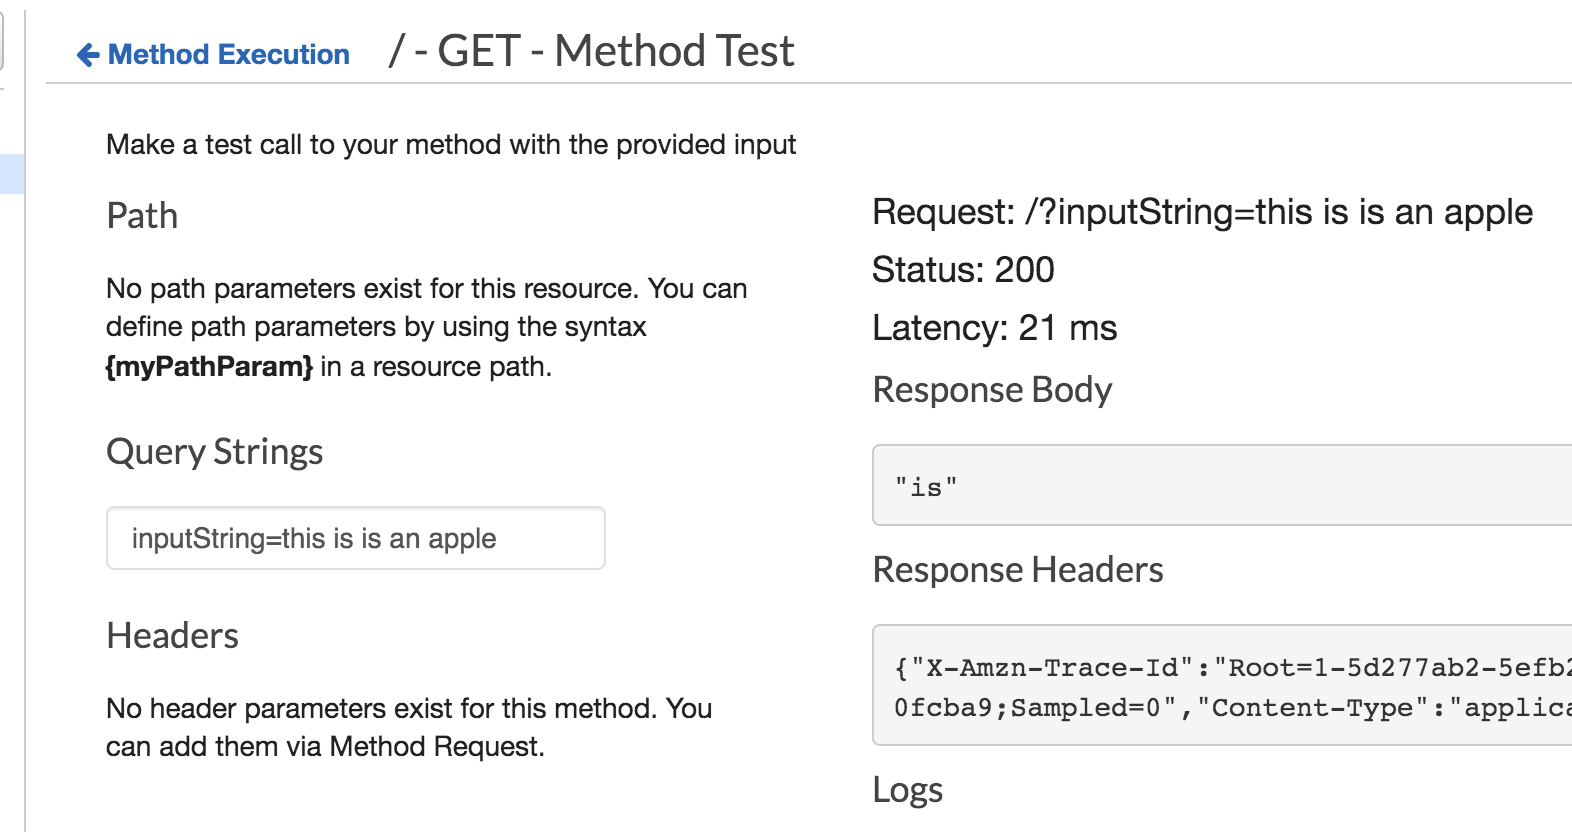 Method Execution / - GET - Method Test
Make a test call to your method with the provided input
Path
No path parameters exist for this resource. You can
define path parameters by using the syntax
{myPathParam} in a resource path.
Query Strings
inputString=this is is an apple
Headers
No header parameters exist for this method. You
can add them via Method Request.
Request: /?inputString=this is is an apple
Status: 200
Latency: 21 ms
Response Body
"is"
Response Headers
{"X-Amzn-Trace-Id":"Root=1-5d277ab2-5efb2
0fcba9;Sampled=0","Content-Type":"applica
Logs